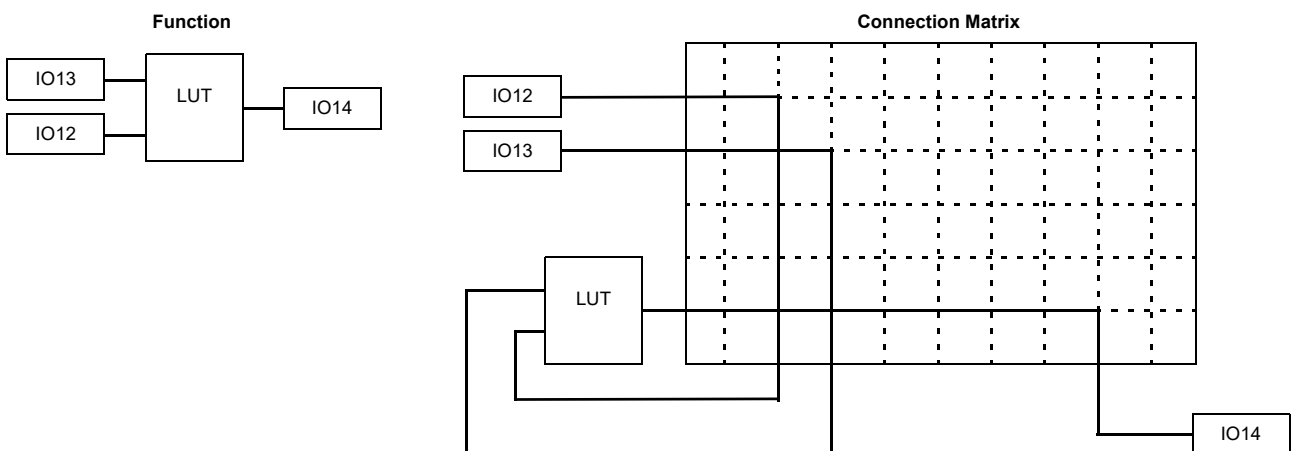 Function
IO13
LUT
IO14
IO12
Connection Matrix
IO12
IO13
LUT
IO14